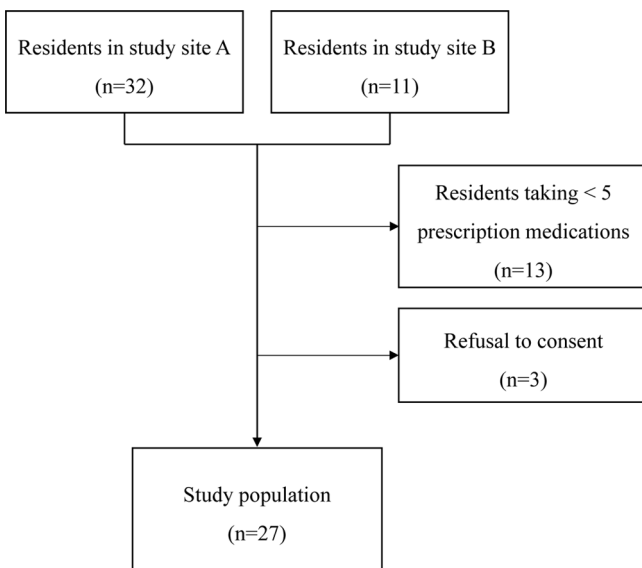 Residents in study site A
(n=32)
Residents in study site B
(n=11)
Residents taking < 5
prescription medications
(n=13)
Refusal to consent
(n=3)
Study population
(n=27)